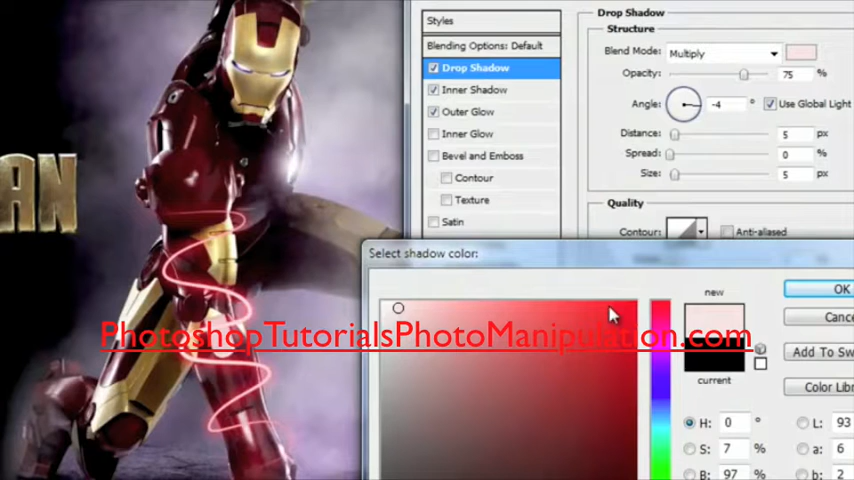 Styles
Blending Options: Default
Drop Shadow
Inner Shadow
Outer Glow
Inner Glow
Bevel and Emboss
Contour
Texture
Satin
Drop Shadow
Structure
Blend Mode: Multiply
Opacity: 75 %
Angle: -4 ° Use Global Light
Distance: 5 px
Spread: 0 %
Size: 5 px
Quality
Contour: Anti-aliased
AN
Select shadow color:
new
current
OK
Cance
Add To Sw
Color Libr
H: 0 °
S: 7 %
B: 97 %
L: 93
a: 6
b: 2
PhotoshopTutorialsPhotoManipulation.com